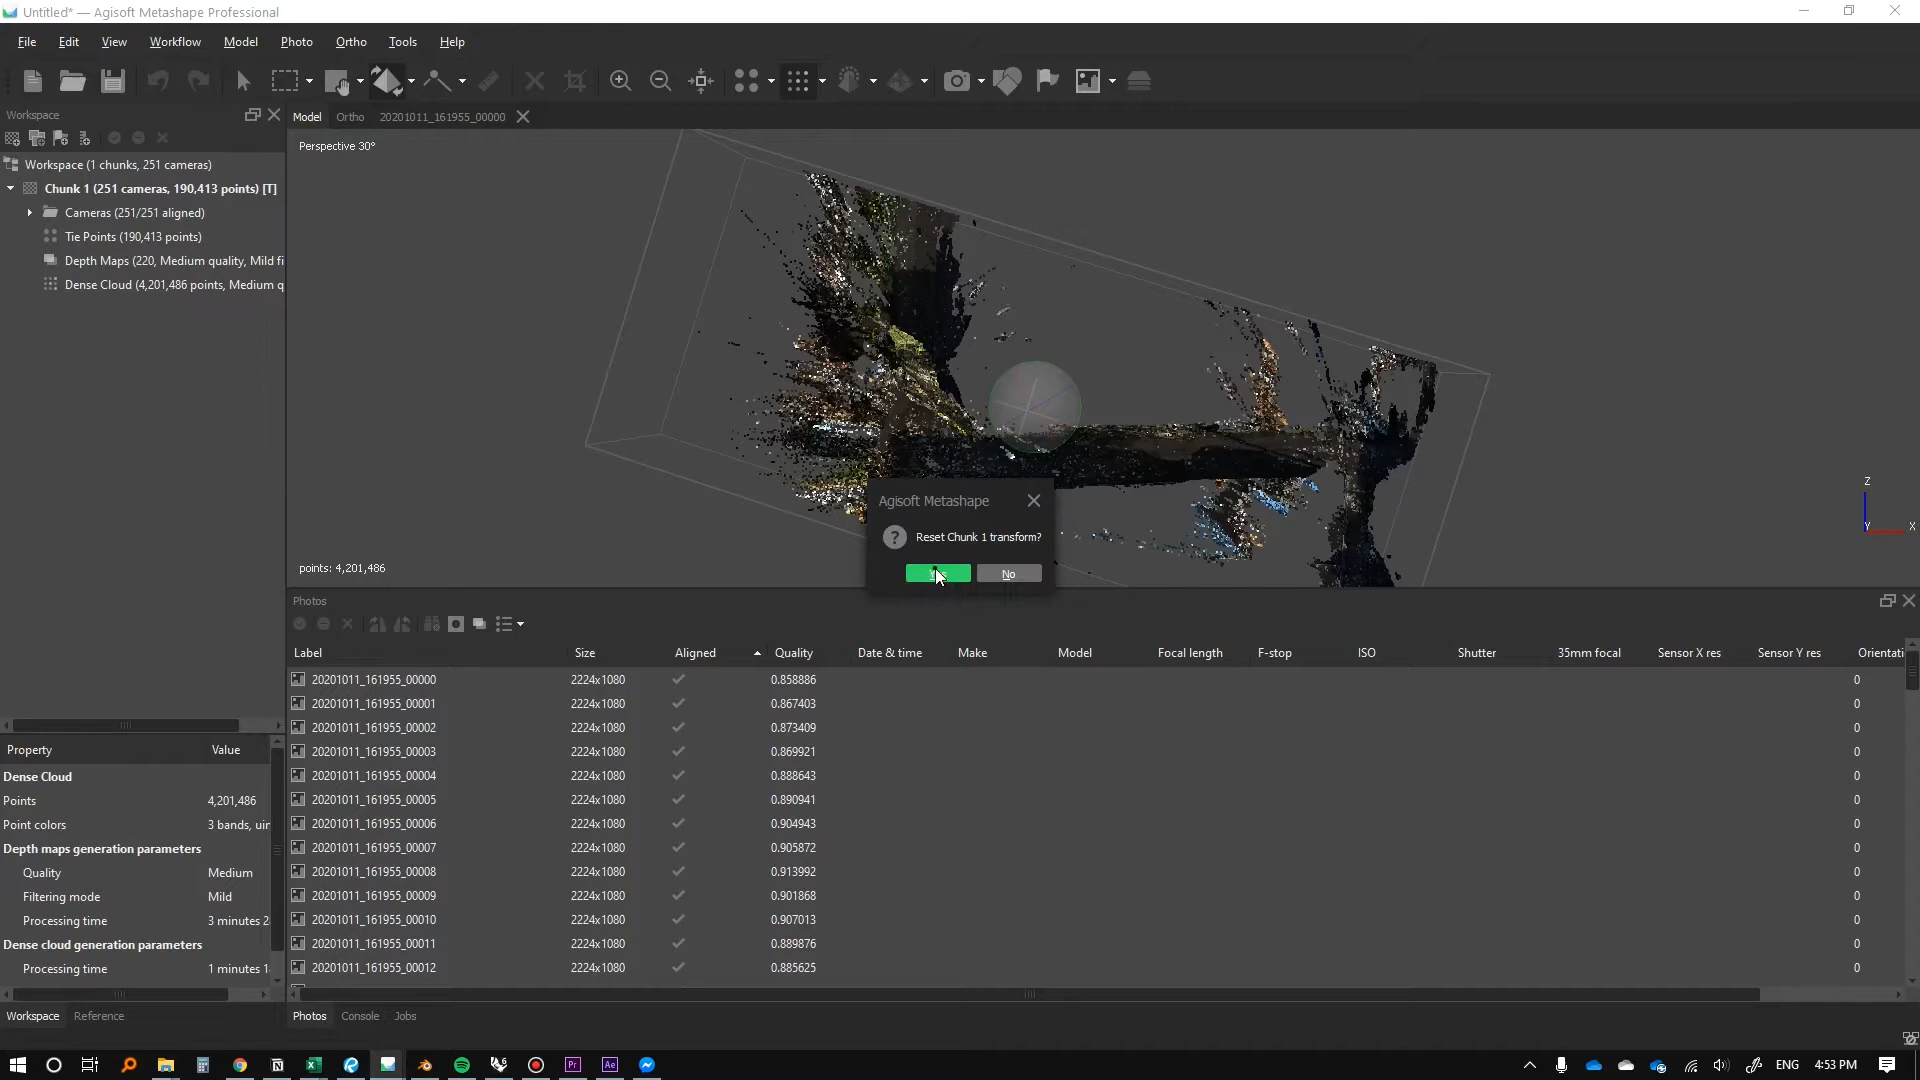 Untitled* — Agisoft Metashape Professional
File Edit View Workflow Model Photo Ortho Tools Help
Workspace
Model Ortho 20201011_161955_00000
Perspective 30°
Workspace (1 chunks, 251 cameras)
Chunk 1 (251 cameras, 190,413 points) [T]
Cameras (251/251 aligned)
Tie Points (190,413 points)
Depth Maps (220, Medium quality, Mild fi
Dense Cloud (4,201,486 points, Medium q
Z
Y
X
Agisoft Metashape
Reset Chunk 1 transform?
No
points: 4,201,486
Photos
Label Size Aligned Quality Date & time Make Model Focal length F-stop ISO Shutter 35mm focal Sensor X res Sensor Y res Orientati
20201011_161955_00000 2224x1080 0.858886 0
20201011_161955_00001 2224x1080 0.867403 0
20201011_161955_00002 2224x1080 0.873409 0
20201011_161955_00003 2224x1080 0.869921 0
20201011_161955_00004 2224x1080 0.888643 0
20201011_161955_00005 2224x1080 0.890941 0
20201011_161955_00006 2224x1080 0.904943 0
20201011_161955_00007 2224x1080 0.905872 0
20201011_161955_00008 2224x1080 0.913992 0
20201011_161955_00009 2224x1080 0.901868 0
20201011_161955_00010 2224x1080 0.907013 0
20201011_161955_00011 2224x1080 0.889876 0
20201011_161955_00012 2224x1080 0.885625 0
Property Value
Dense Cloud
Points 4,201,486
Point colors 3 bands, uin
Depth maps generation parameters
Quality Medium
Filtering mode Mild
Processing time 3 minutes 2
Dense cloud generation parameters
Processing time 1 minutes 1
Workspace Reference
Photos Console Jobs
Pr Ae
ENG 4:53 PM